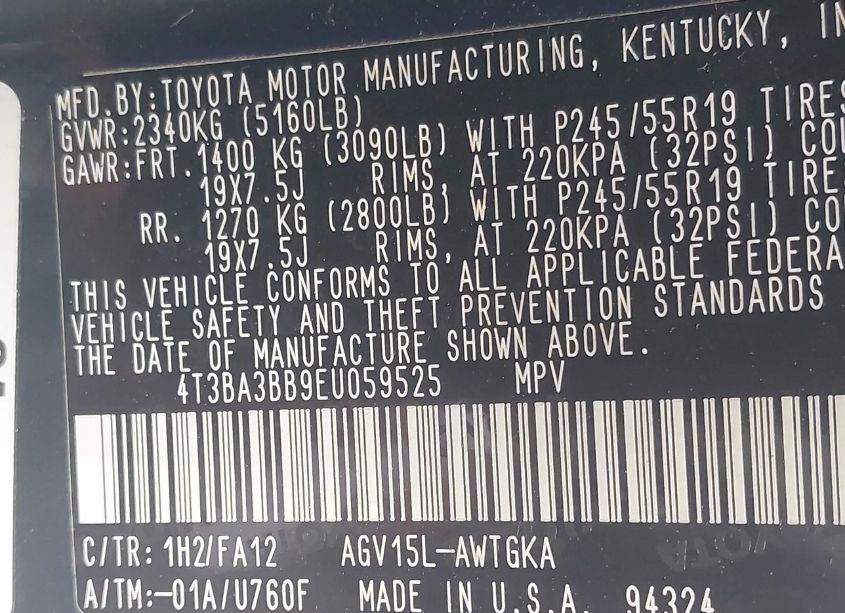 MFD.BY:TOYOTA MOTOR MANUFACTURING, KENTUCKY, IN
GVWR:2340KG (5160LB)
GAWR:FRT.1400 KG (3090LB) WITH P245/55R19 TIRES
19X7.5J RIMS, AT 220KPA (32PSI) COL
RR. 1270 KG (2800LB) WITH P245/55R19 TIRE
19X7.5J RIMS, AT 220KPA (32PSI) CO
THIS VEHICLE CONFORMS TO ALL APPLICABLE FEDERA
VEHICLE SAFETY AND THEFT PREVENTION STANDARDS
THE DATE OF MANUFACTURE SHOWN ABOVE.
4T3BA3BB9EU059525 MPV
C/TR: 1H2/FA12 AGV15L-AWTGKA
A/TM:-01A/U760F MADE IN U.S.A. 94324